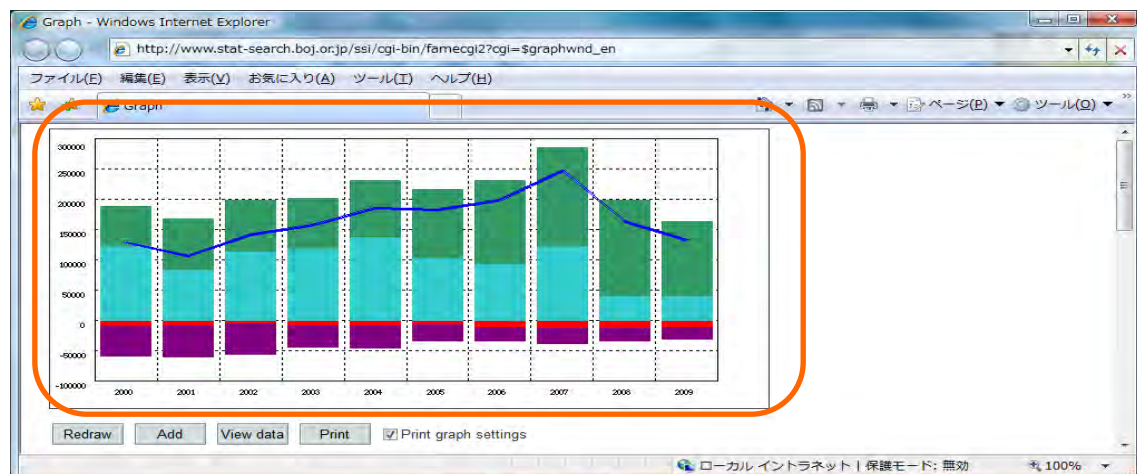 Graph - Windows Internet Explorer
http://www.stat-search.boj.or.jp/ssi/cgi-bin/famecgi2?cgi=$graphwnd_en
ファイル(F) 編集(E) 表示(V) お気に入り(A) ツール(T) ヘルプ(H)
Graph ページ(P) ツール(O)
300000
250000
200000
150000
100000
50000
0
-50000
-100000
2000 2001 2002 2003 2004 2005 2006 2007 2008 2009
Redraw Add View data Print Print graph settings
ローカル イントラネット | 保護モード: 無効 100%